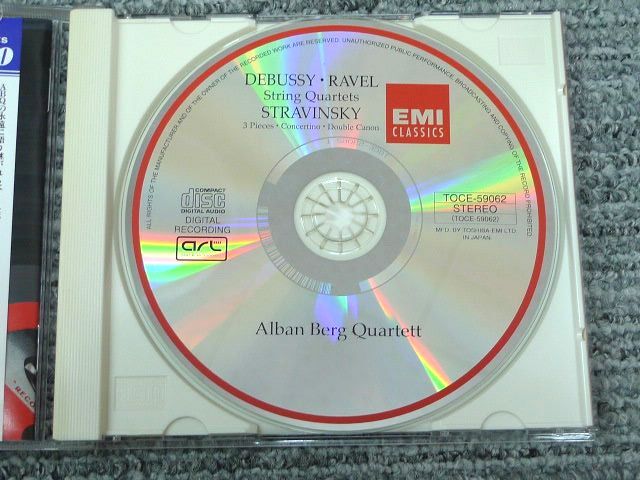 ALL RIGHTS OF THE MANUFACTURER AND OF THE OWNER OF THE RECORDED WORK ARE RESERVED. UNAUTHORIZED PUBLIC PERFORMANCE, BROADCASTING AND COPYING OF THE RECORD PROHIBITED
DEBUSSY · RAVEL
String Quartets
STRAVINSKY
3 Pieces · Concertino · Double Canon
EMI
CLASSICS
COMPACT
disc
DIGITAL AUDIO
DIGITAL
RECORDING
art
TOCE-59062
STEREO
(TOCE-59062)
MFD. BY TOSHIBA-EMI LTD.
IN JAPAN.
Alban Berg Quartett